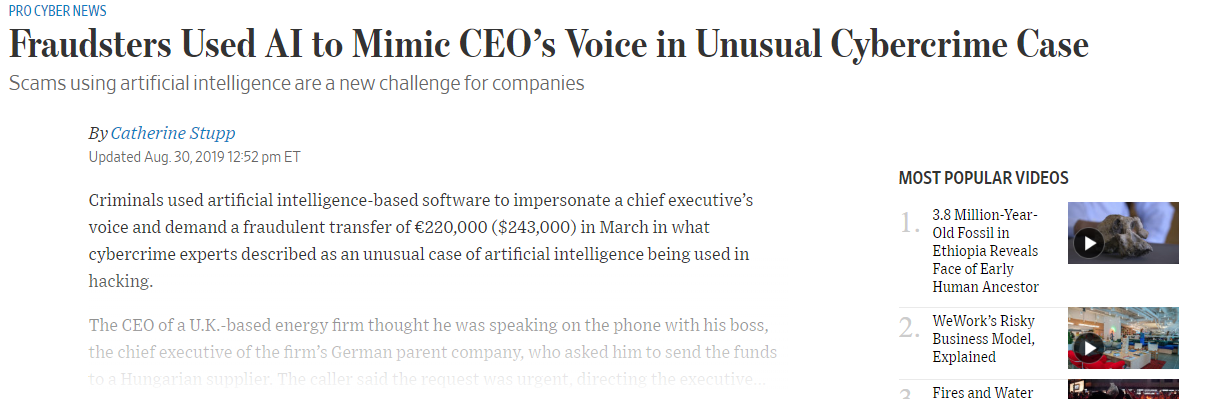 PRO CYBER NEWS
Fraudsters Used AI to Mimic CEO’s Voice in Unusual Cybercrime Case
Scams using artificial intelligence are a new challenge for companies
By Catherine Stupp
Updated Aug. 30, 2019 12:52 pm ET
Criminals used artificial intelligence-based software to impersonate a chief executive’s
voice and demand a fraudulent transfer of €220,000 ($243,000) in March in what
cybercrime experts described as an unusual case of artificial intelligence being used in
hacking.
The CEO of a U.K.-based energy firm thought he was speaking on the phone with his boss,
the chief executive of the firm’s German parent company, who asked him to send the funds
to a Hungarian supplier. The caller said the request was urgent, directing the executive...
MOST POPULAR VIDEOS
1.
3.8 Million-Year-
Old Fossil in
Ethiopia Reveals
Face of Early
Human Ancestor
2.
WeWork’s Risky
Business Model,
Explained
3.
Fires and Water